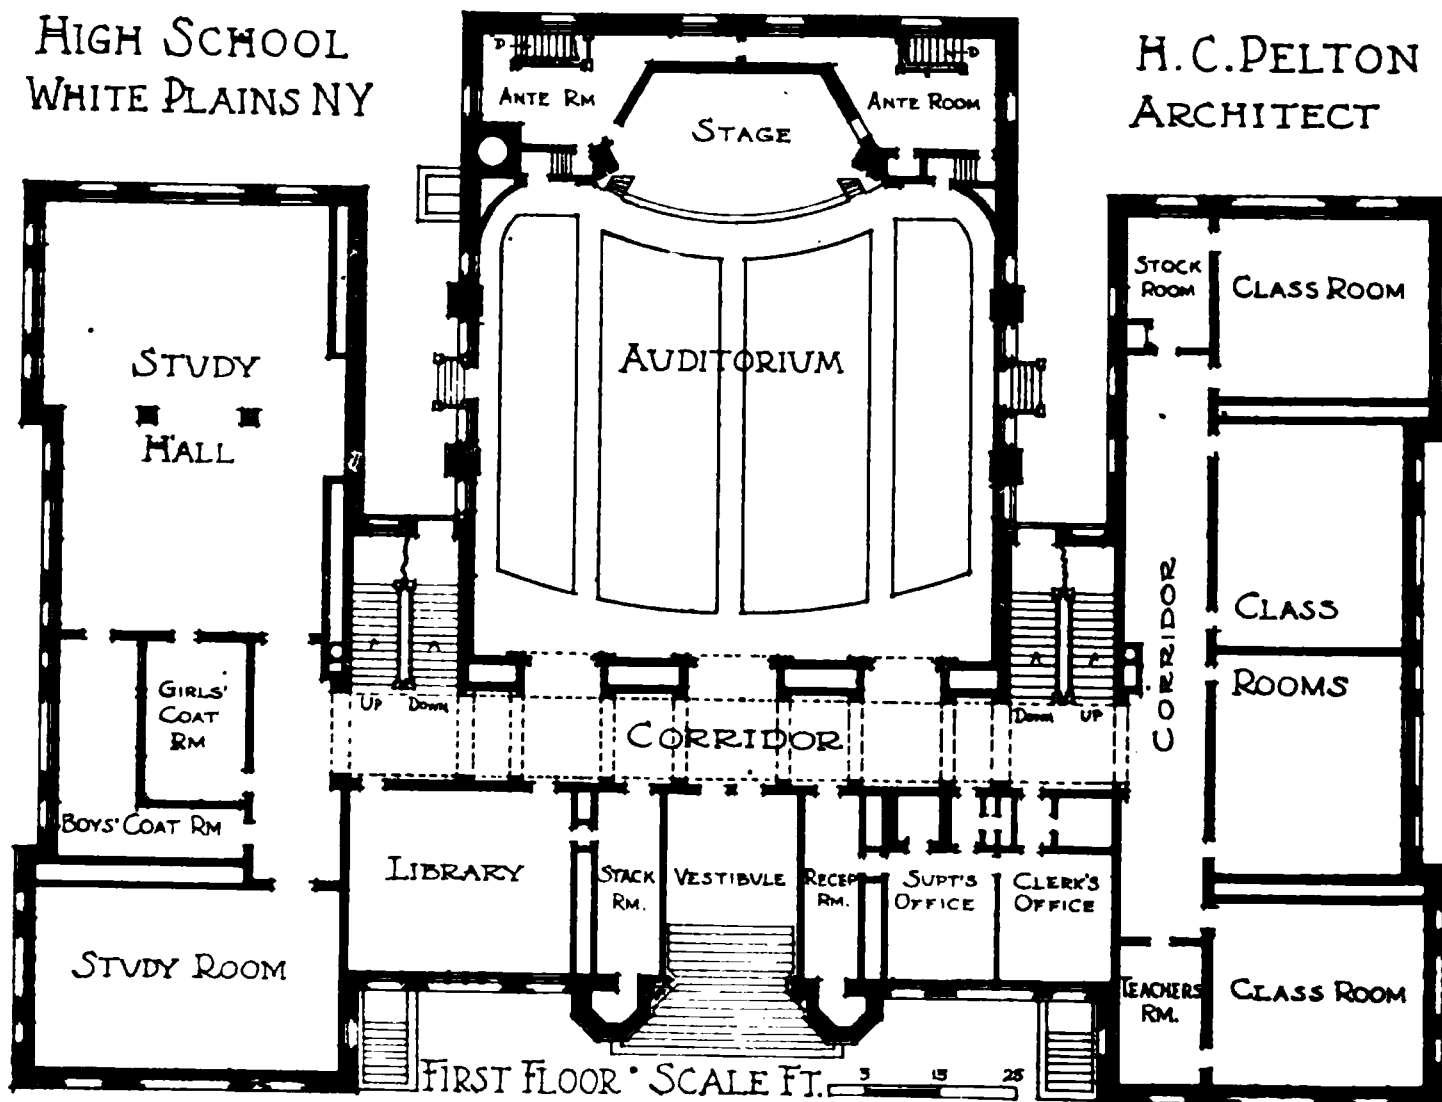 HIGH SCHOOL
WHITE PLAINS NY
H.C. PELTON
ARCHITECT
D
D
ANTE RM
ANTE ROOM
STAGE
STUDY
HALL
AUDITORIUM
STOCK
ROOM
CLASS ROOM
CLASS
ROOMS
CORRIDOR
GIRLS'
COAT
RM
UP
DOWN
CORRIDOR
DOWN
UP
BOYS' COAT RM
LIBRARY
STACK
RM.
VESTIBULE
RECEP
RM.
SUPT'S
OFFICE
CLERK'S
OFFICE
STUDY ROOM
TEACHERS
RM.
CLASS ROOM
FIRST FLOOR • SCALE FT.
5 15 25